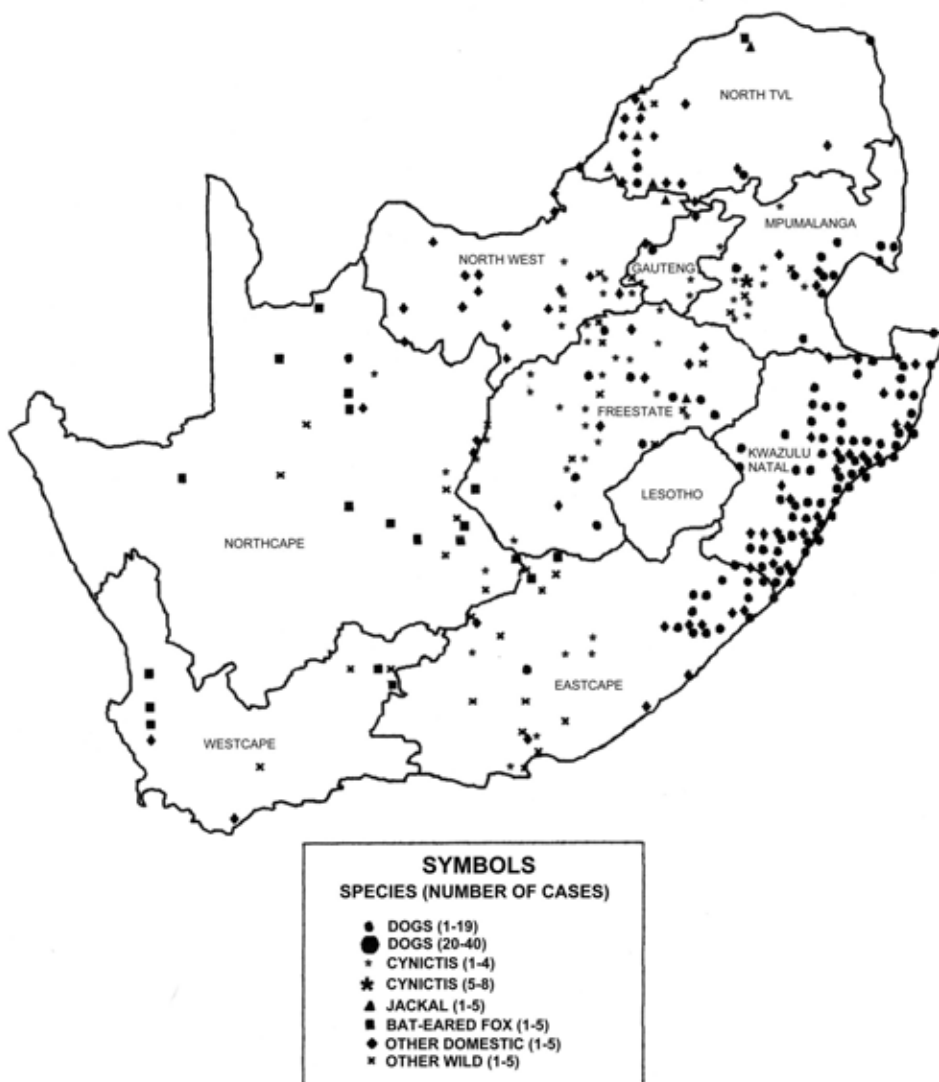 NORTH TVL
MPUMALANGA
NORTH WEST
GAUTENG
FREESTATE
KWAZULU
NATAL
LESOTHO
NORTHCAPE
EASTCAPE
WESTCAPE
SYMBOLS
SPECIES (NUMBER OF CASES)
DOGS (1-19)
DOGS (20-40)
CYNICTIS (1-4)
CYNICTIS (5-8)
JACKAL (1-5)
BAT-EARED FOX (1-5)
OTHER DOMESTIC (1-5)
OTHER WILD (1-5)